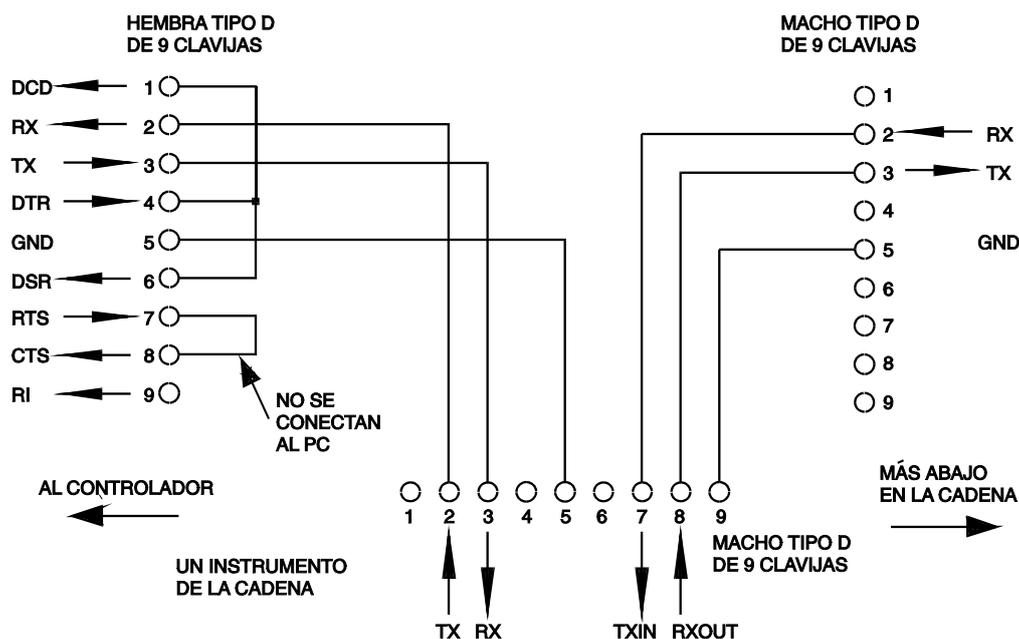 HEMBRA TIPO D
DE 9 CLAVIJAS
MACHO TIPO D
DE 9 CLAVIJAS
DCD 1
RX 2
TX 3
DTR 4
GND 5
DSR 6
RTS 7
CTS 8
RI 9
1
2 RX
3 TX
4
5 GND
6
7
8
9
NO SE
CONECTAN
AL PC
AL CONTROLADOR
MÁS ABAJO
EN LA CADENA
1 2 3 4 5 6 7 8 9
MACHO TIPO D
DE 9 CLAVIJAS
UN INSTRUMENTO
DE LA CADENA
TX RX TXIN RXOUT